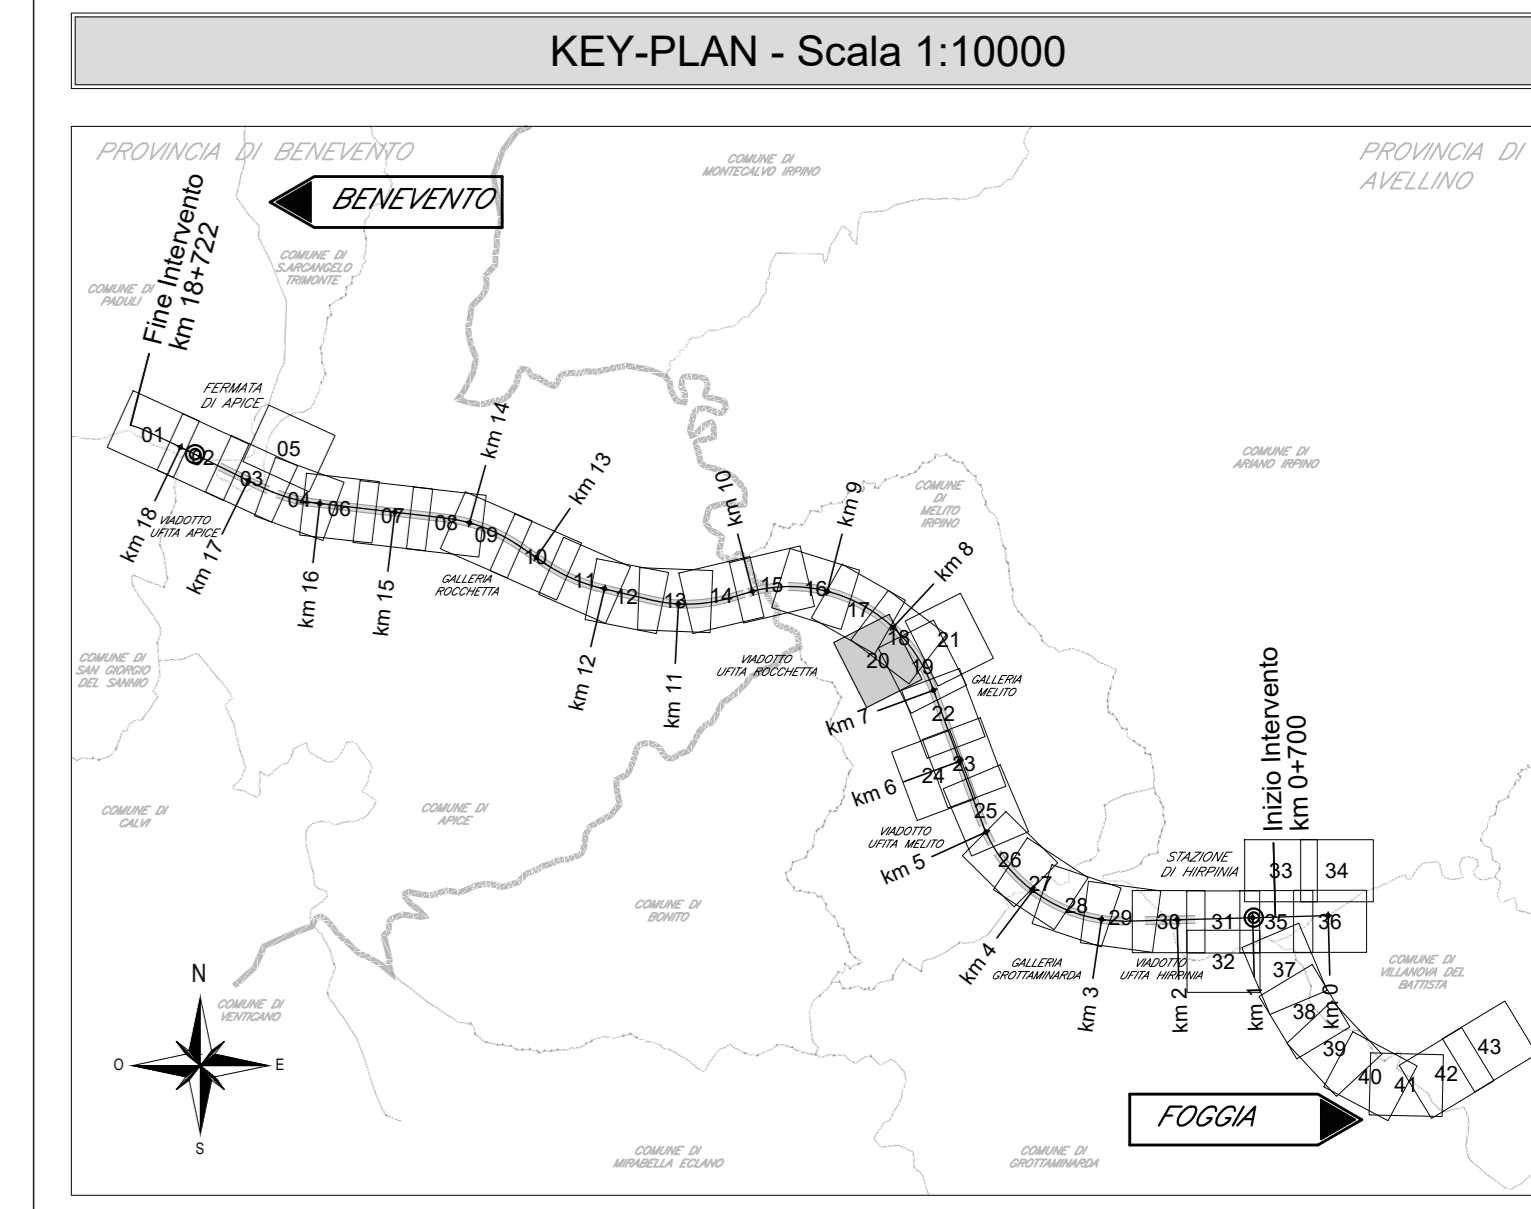 KEY-PLAN - Scala 1:10000
PROVINCIA DI BENEVENTO
PROVINCIA DI
AVELLINO
BENEVENTO
COMUNE DI
MONTECALVO IRPINO
Fine Intervento
km 18+722
COMUNE DI
S.ARCANGELO
TRIMONTE
COMUNE DI
PADULI
FERMATA
DI APICE
COMUNE DI
ARIANO IRPINO
COMUNE
DI
MELITO
IRPINO
01
02
03
04
05
06
07
08
09
10
11
12
13
14
15
16
17
18
19
20
21
22
23
24
25
26
27
28
29
30
31
32
33
34
35
36
37
38
39
40
41
42
43
km 18
km 17
km 16
km 15
km 14
km 13
km 12
km 11
km 10
km 9
km 8
km 7
km 6
km 5
km 4
km 3
km 2
km 1
km 0
VIADOTTO
UFITA APICE
GALLERIA
ROCCHETTA
VIADOTTO
UFITA ROCCHETTA
GALLERIA
MELITO
VIADOTTO
UFITA MELITO
GALLERIA
GROTTAMINARDA
VIADOTTO
UFITA HIRPINIA
STAZIONE
DI HIRPINIA
Inizio Intervento
km 0+700
COMUNE DI
SAN GIORGIO
DEL SANNIO
COMUNE DI
CALVI
COMUNE DI
APICE
COMUNE DI
BONITO
COMUNE DI
VENTICANO
COMUNE DI
VILLANOVA DEL
BATTISTA
COMUNE DI
MIRABELLA ECLANO
COMUNE DI
GROTTAMINARDA
N
O
E
S
FOGGIA